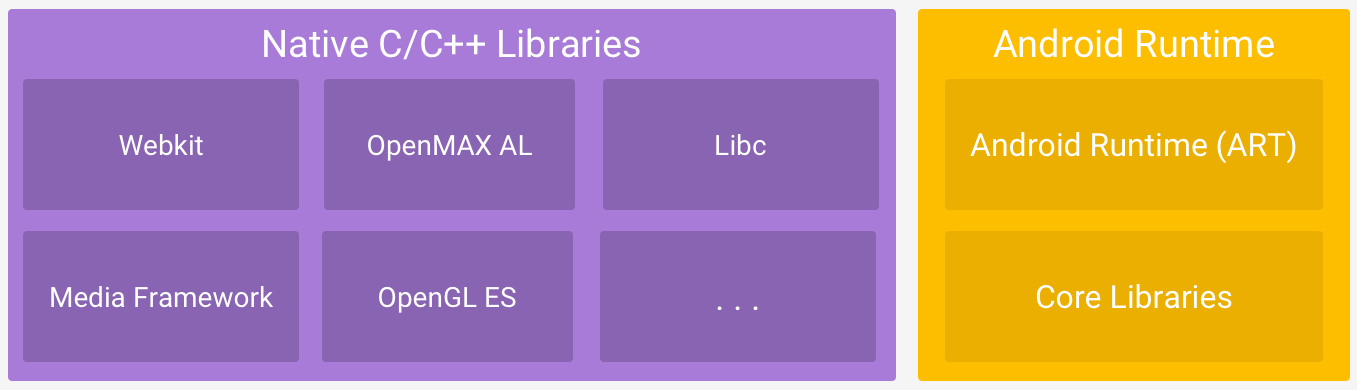 Native C/C++ Libraries
Webkit
OpenMAX AL
Libc
Media Framework
OpenGL ES
. . .
Android Runtime
Android Runtime (ART)
Core Libraries